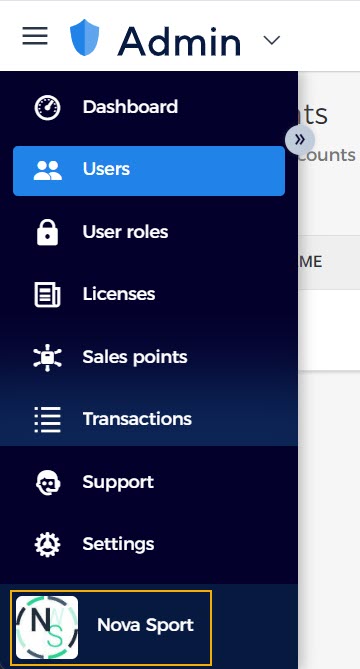 Admin
nts
»
counts
ME
Dashboard
Users
User roles
Licenses
Sales points
Transactions
Support
Settings
NS
Nova Sport